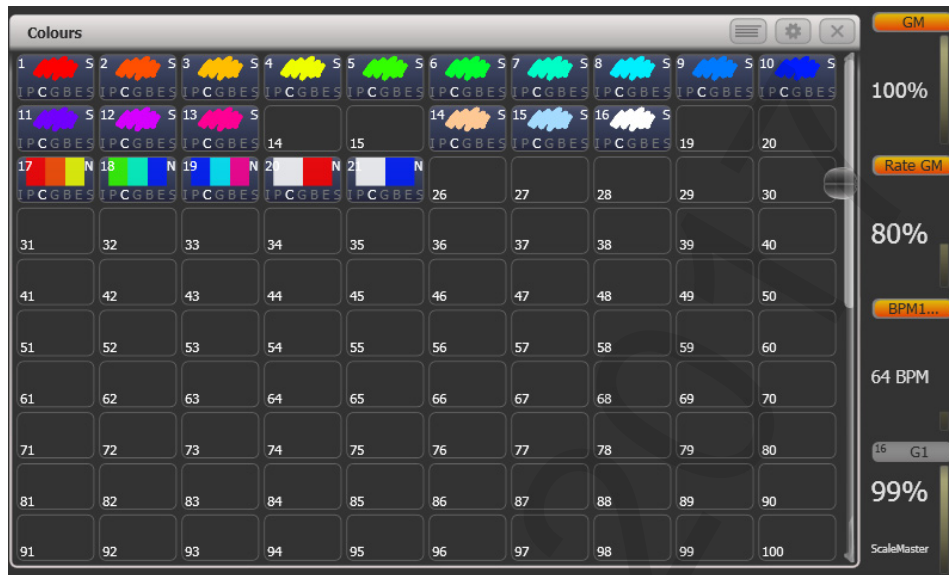 Colours
GM
1 S 2 S 3 S 4 S 5 S 6 S 7 S 8 S 9 S 10 S
IPCGBES IPCGBES IPCGBES IPCGBES IPCGBES IPCGBES IPCGBES IPCGBES IPCGBES IPCGBES
100%
11 S 12 S 13 S 14 S 15 S 16 S
IPCGBES IPCGBES IPCGBES 14 15 IPCGBES IPCGBES IPCGBES 19 20
17 N 18 N 19 N 20 N 21 N
Rate GM
IPCGBES IPCGBES IPCGBES IPCGBES IPCGBES 26 27 28 29 30
80%
31 32 33 34 35 36 37 38 39 40
41 42 43 44 45 46 47 48 49 50
BPM1...
51 52 53 54 55 56 57 58 59 60
64 BPM
61 62 63 64 65 66 67 68 69 70
71 72 73 74 75 76 77 78 79 80
16 G1
99%
81 82 83 84 85 86 87 88 89 90
91 92 93 94 95 96 97 98 99 100
ScaleMaster
2017